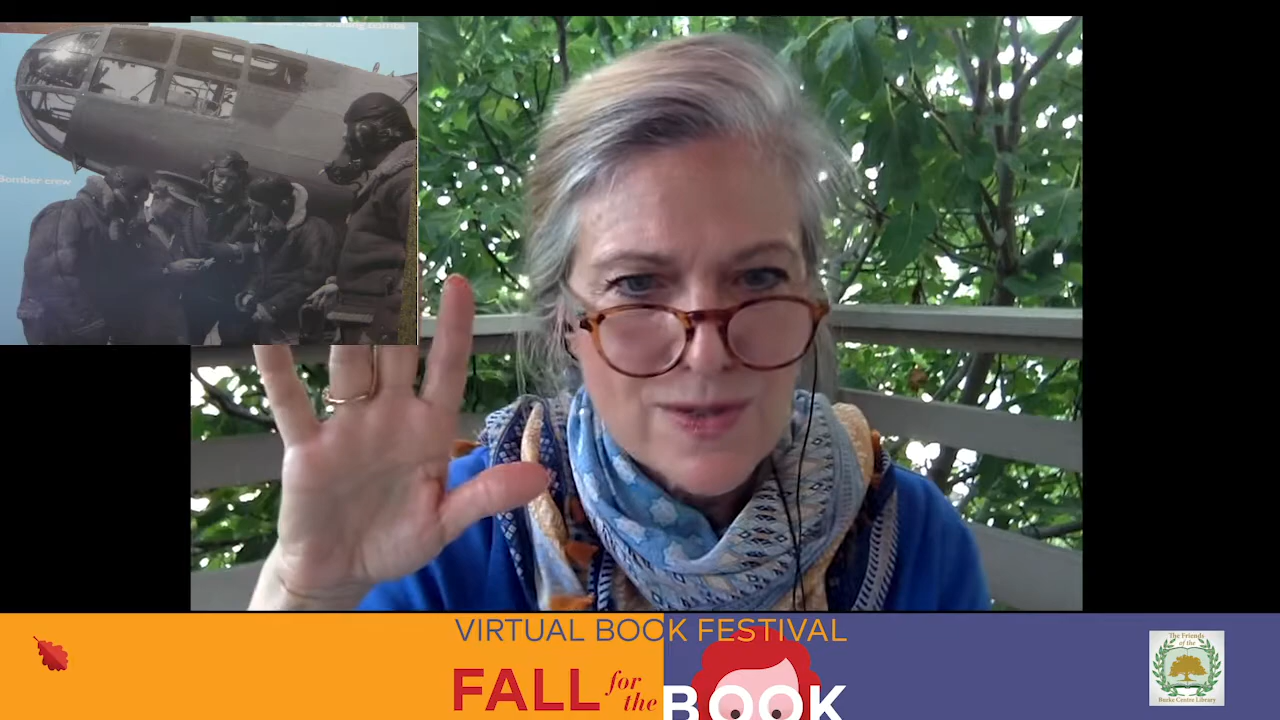 Bomber crew
VIRTUAL BOOK FESTIVAL
FALL for the BOOK
The Friends
of the
Burke Centre Library